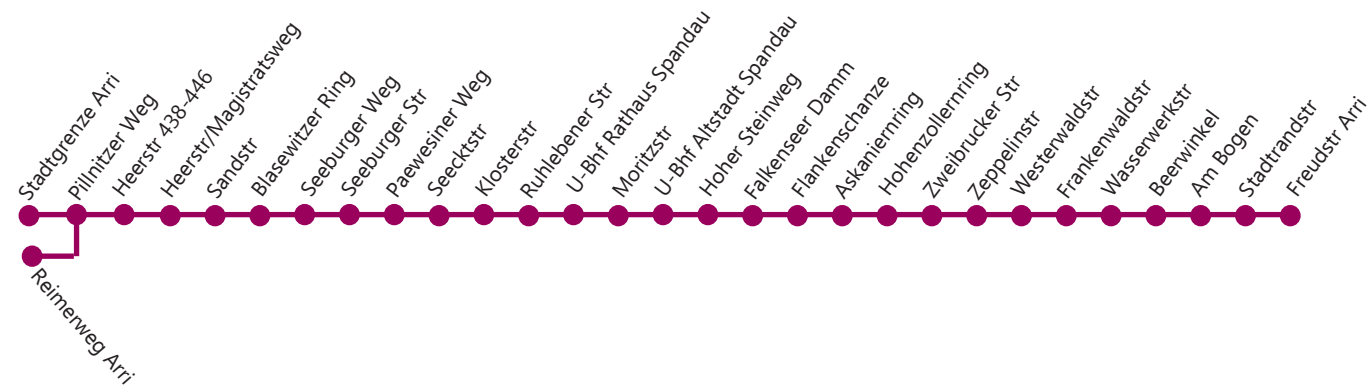 Stadtgrenze Arri
Pillnitzer Weg
Heerstr 438-446
Heerstr/Magistratsweg
Sandstr
Blasewitzer Ring
Seeburger Weg
Seeburger Str
Paewesiner Weg
Seecktstr
Klosterstr
Ruhlebener Str
U-Bhf Rathaus Spandau
Moritzstr
U-Bhf Altstadt Spandau
Hoher Steinweg
Falkenseer Damm
Flankenschanze
Askanierring
Hohenzollernring
Zweibrucker Str
Zeppelinstr
Westerwaldstr
Frankenwaldstr
Wasserwerkstr
Beerwinkel
Am Bogen
Stadtrandstr
Freudstr Arri
Reimerweg Arri